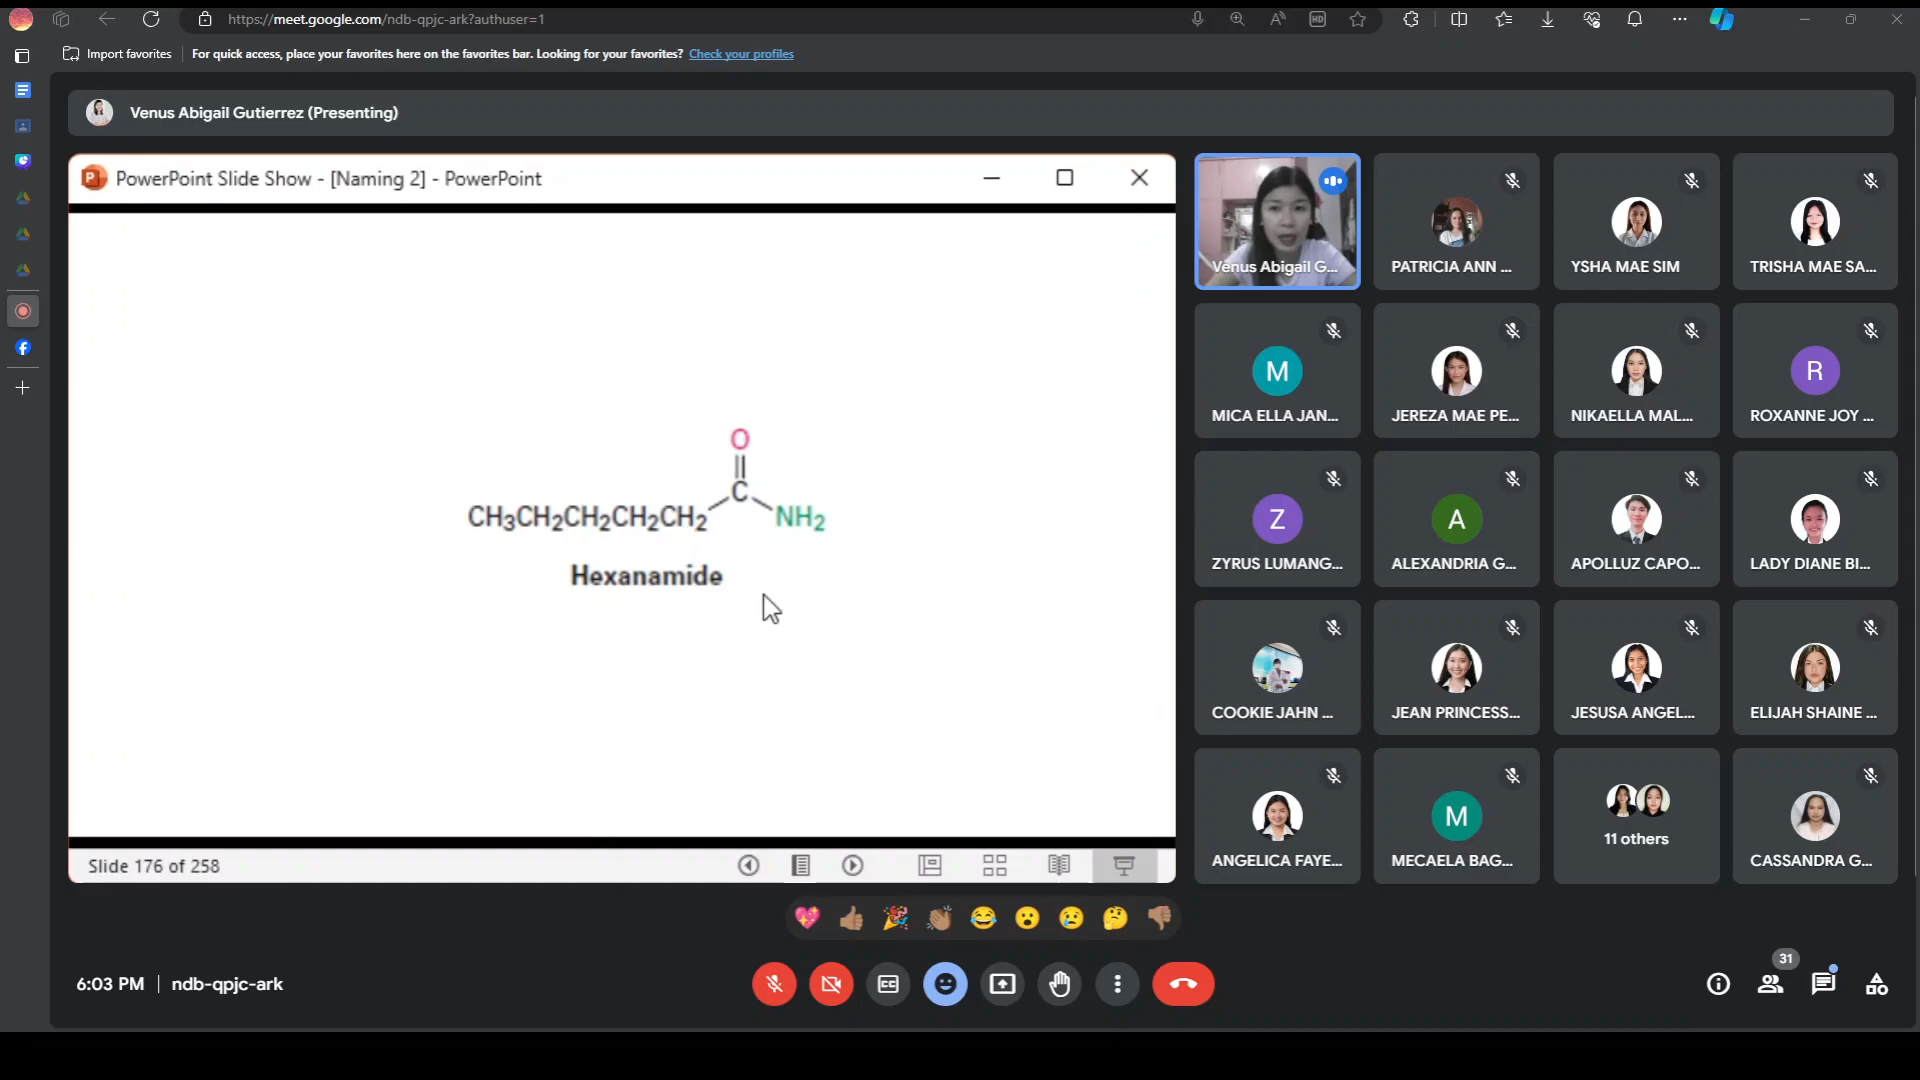 https://meet.google.com/ndb-qpjc-ark?authuser=1
Import favorites
For quick access, place your favorites here on the favorites bar. Looking for your favorites? Check your profiles
Venus Abigail Gutierrez (Presenting)
PowerPoint Slide Show - [Naming 2] - PowerPoint
O
C
CH3CH2CH2CH2CH2
NH2
Hexanamide
Slide 176 of 258
Venus Abigail G...
PATRICIA ANN ...
YSHA MAE SIM
TRISHA MAE SA...
M
R
MICA ELLA JAN...
JEREZA MAE PE...
NIKAELLA MAL...
ROXANNE JOY ...
Z
A
ZYRUS LUMANG...
ALEXANDRIA G...
APOLLUZ CAPO...
LADY DIANE BI...
COOKIE JAHN ...
JEAN PRINCESS...
JESUSA ANGEL...
ELIJAH SHAINE ...
M
ANGELICA FAYE...
MECAELA BAG...
11 others
CASSANDRA G...
6:03 PM | ndb-qpjc-ark
31